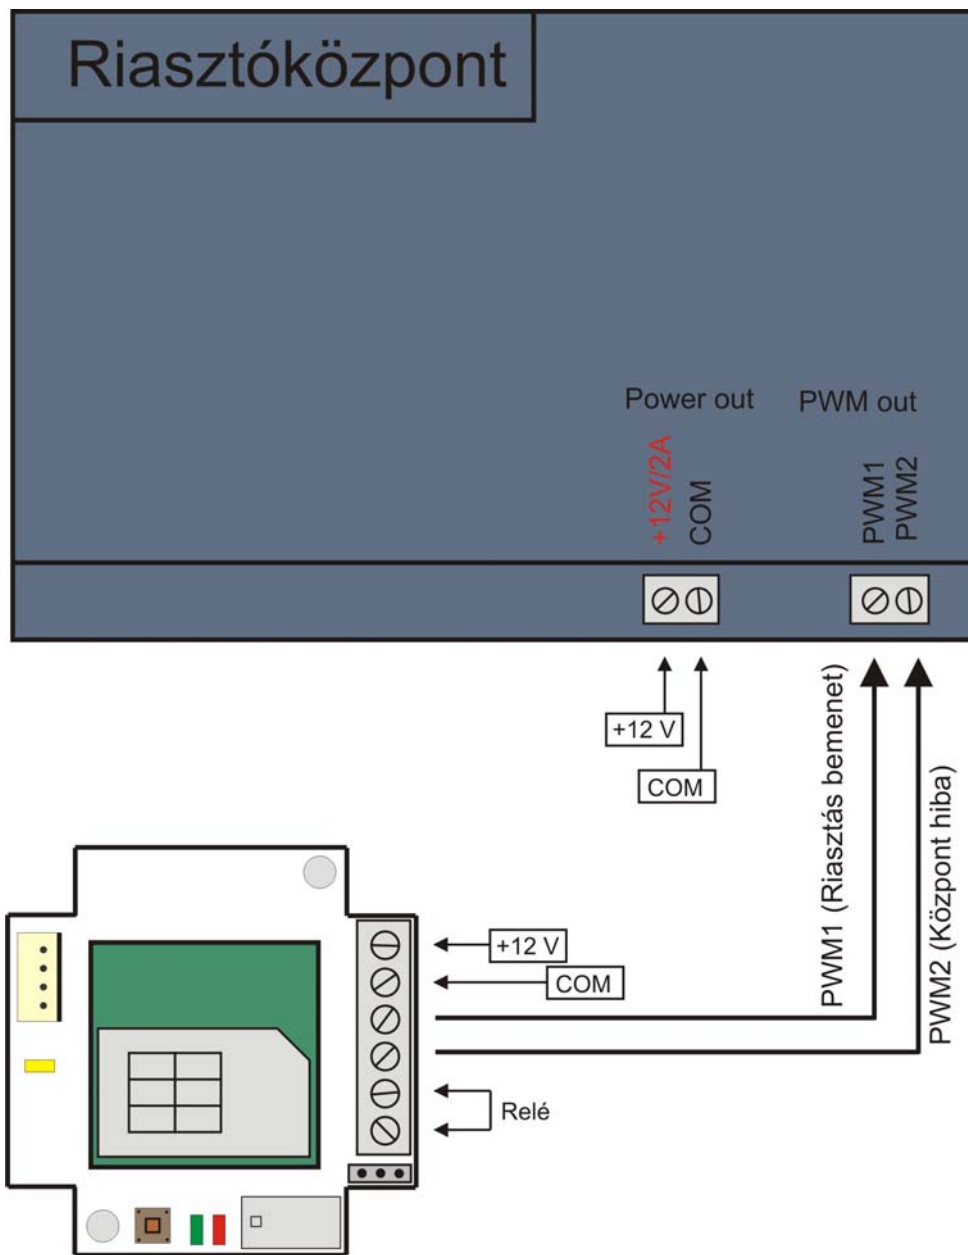 Riasztóközpont
Power out
PWM out
+12V/2A
COM
PWM1
PWM2
+12 V
COM
PWM1 (Riasztás bemenet)
PWM2 (Központ hiba)
+12 V
COM
Relé